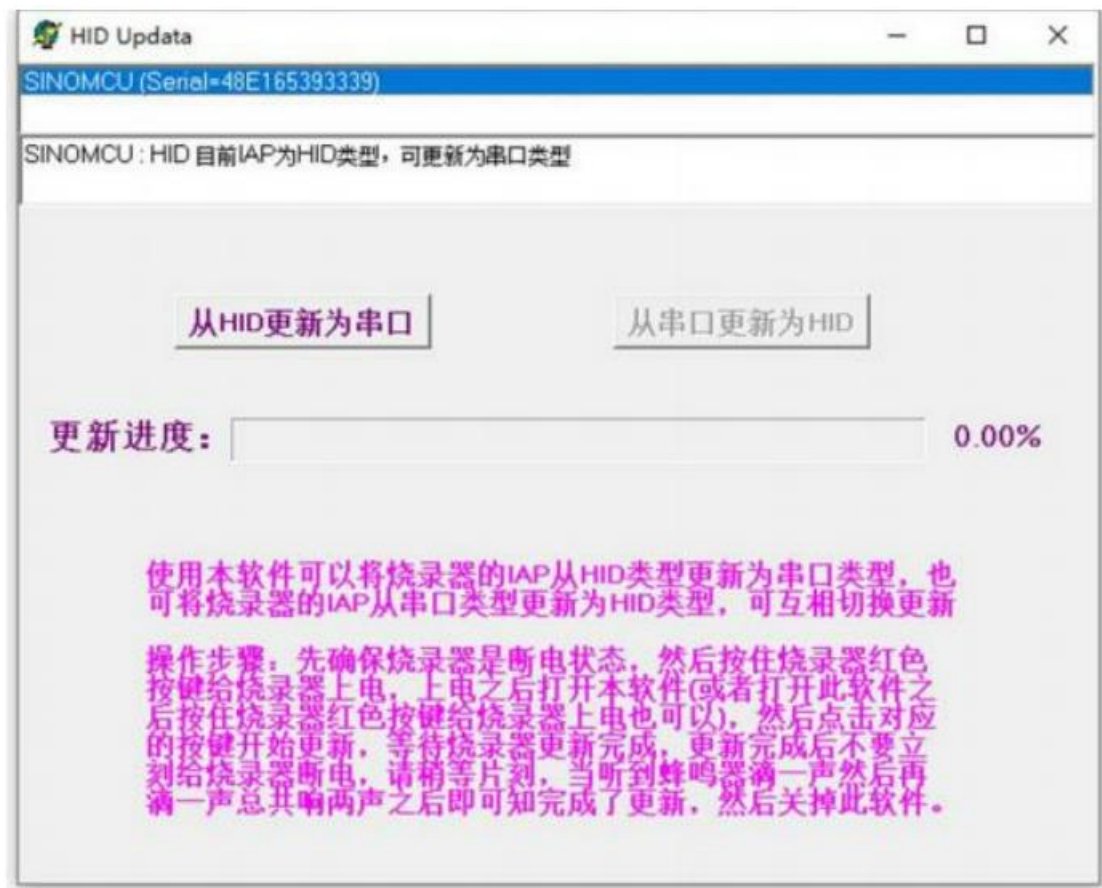 HID Updata
SINOMCU (Serial=48E165393339)
SINOMCU : HID 目前IAP为HID类型，可更新为串口类型
从HID更新为串口
从串口更新为HID
更新进度：
0.00%
使用本软件可以将烧录器的IAP从HID类型更新为串口类型，也
可将烧录器的IAP从串口类型更新为HID类型，可互相切换更新
操作步骤：先确保烧录器是断电状态，然后按住烧录器红色
按键给烧录器上电，上电之后打开本软件(或者打开此软件之
后按住烧录器红色按键给烧录器上电也可以)，然后点击对应
的按键开始更新，等待烧录器更新完成，更新完成后不要立
刻给烧录器断电，请稍等片刻，当听到蜂鸣器滴一声然后再
滴一声总共响两声之后即可知完成了更新，然后关掉此软件。